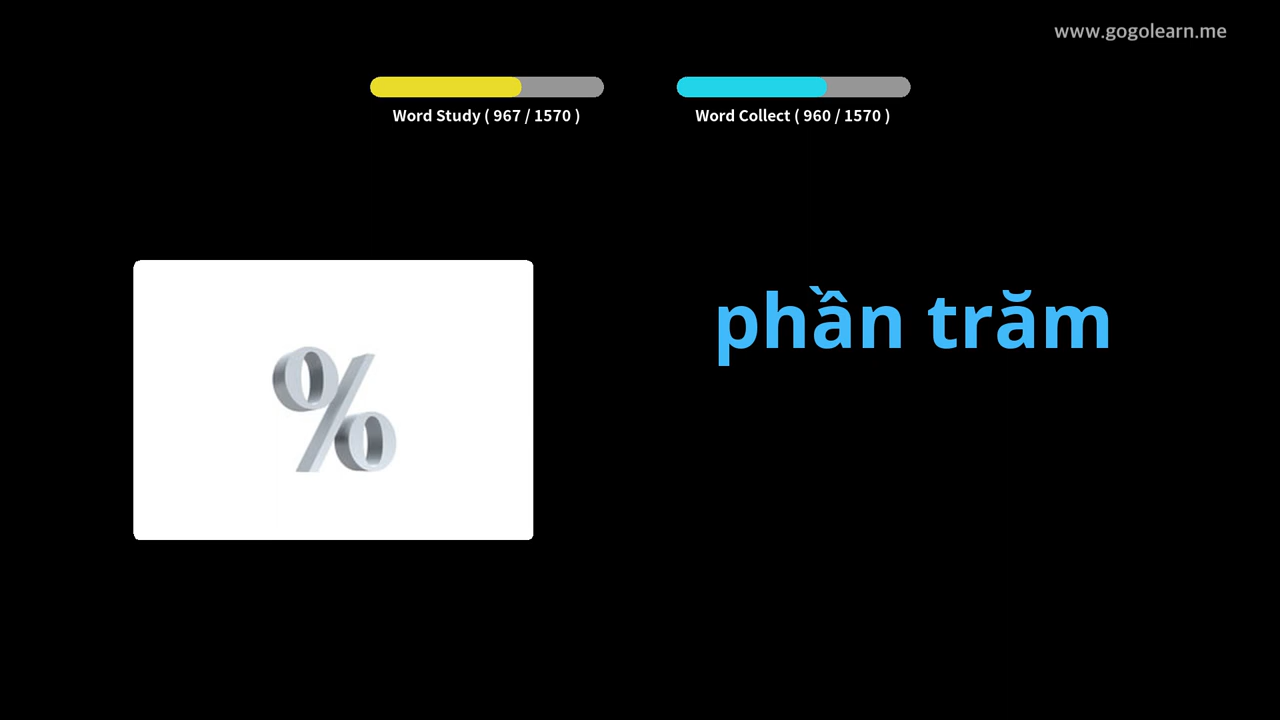 www.gogolearn.me
Word Study ( 967 / 1570 )
Word Collect ( 960 / 1570 )
%
phần trăm